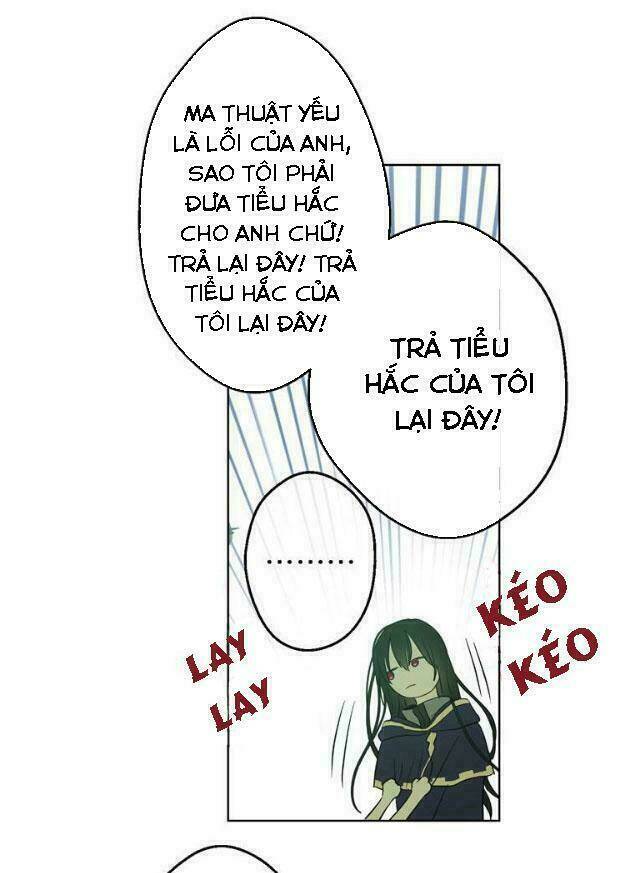 MA THUẬT YẾU
LÀ LỖI CỦA ANH,
SAO TÔI PHẢI
ĐƯA TIỂU HẮC
CHO ANH CHỨ!
TRẢ LẠI ĐÂY! TRẢ
TIỂU HẮC CỦA
TÔI LẠI ĐÂY!
TRẢ TIỂU
HẮC CỦA TÔI
LẠI ĐÂY!
.........
LAY
LAY
KÉO
KÉO